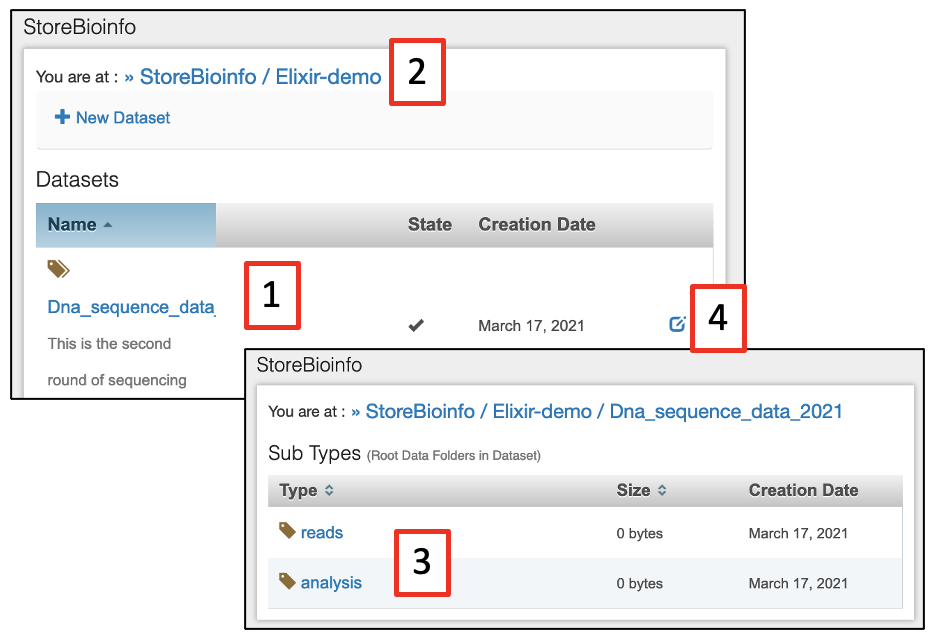 StoreBioinfo
You are at : » StoreBioinfo / Elixir-demo
2
New Dataset
Datasets
Name State Creation Date
1
Dna_sequence_data_
This is the second
round of sequencing
March 17, 2021
4
StoreBioinfo
You are at : » StoreBioinfo / Elixir-demo / Dna_sequence_data_2021
Sub Types (Root Data Folders in Dataset)
Type Size Creation Date
reads 0 bytes March 17, 2021
3
analysis 0 bytes March 17, 2021